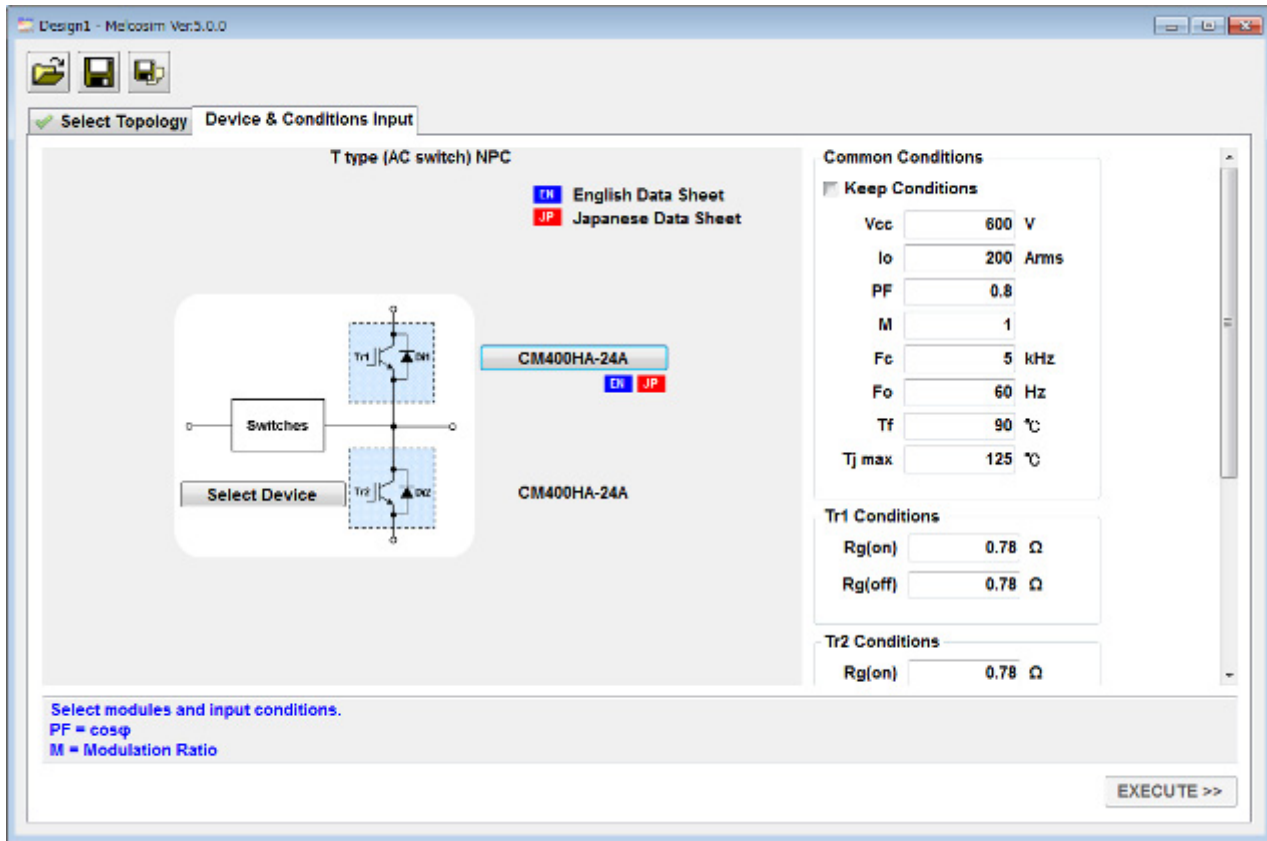 Design1 - Melcosim Ver.5.0.0
Select Topology
Device & Conditions Input
T type (AC switch) NPC
EN English Data Sheet
JP Japanese Data Sheet
Tr1
DI1
CM400HA-24A
EN JP
Switches
Select Device
Tr2
DI2
CM400HA-24A
Common Conditions
Keep Conditions
Vcc 600 V
Io 200 Arms
PF 0.8
M 1
Fc 5 kHz
Fo 60 Hz
Tf 90 ℃
Tj max 125 ℃
Tr1 Conditions
Rg(on) 0.78 Ω
Rg(off) 0.78 Ω
Tr2 Conditions
Rg(on) 0.78 Ω
Select modules and input conditions.
PF = cosφ
M = Modulation Ratio
EXECUTE >>